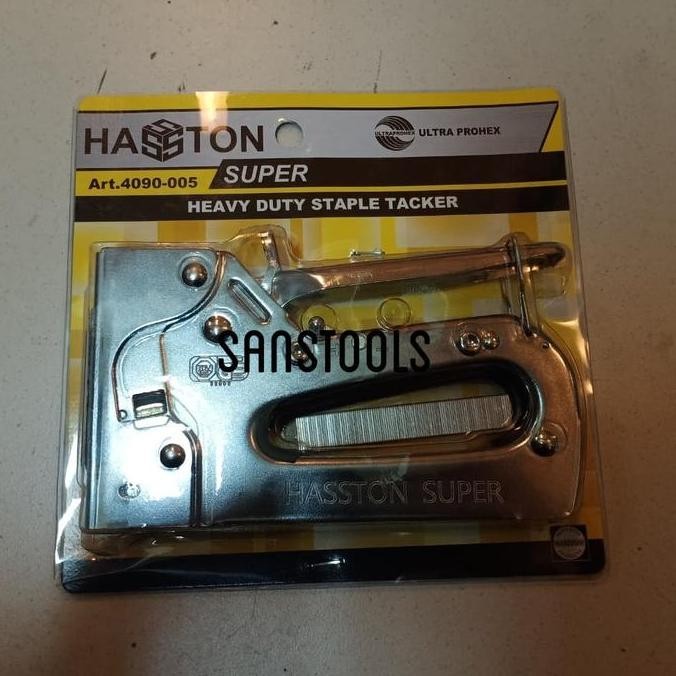 HASSTON
ULTRAPROHEX
ULTRA PROHEX
Art.4090-005
SUPER
HEAVY DUTY STAPLE TACKER
SANSTOOLS
HASSTON SUPER